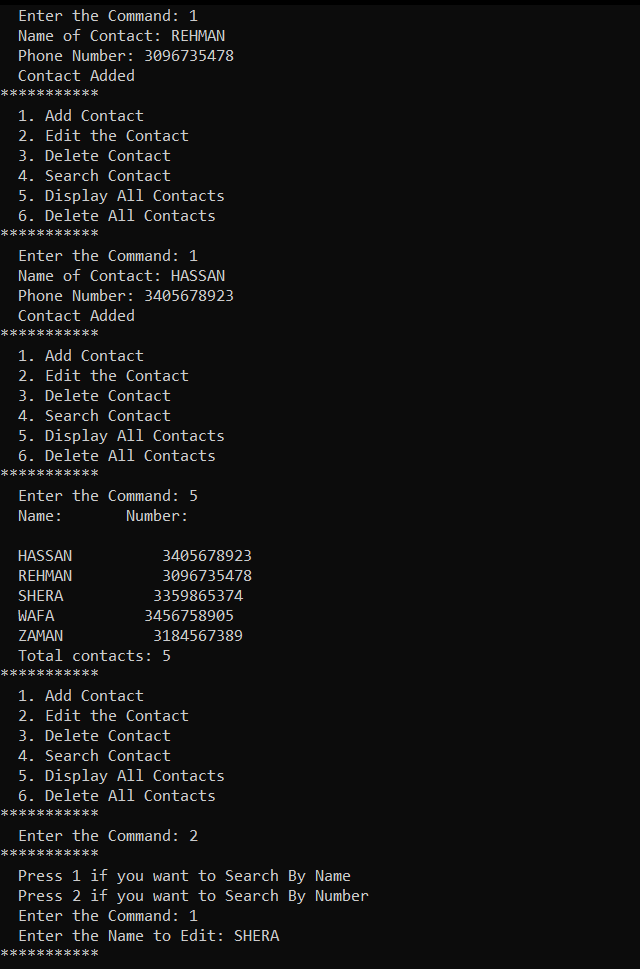 Enter the Command: 1
Name of Contact: REHMAN
Phone Number: 3096735478
Contact Added
***********
1. Add Contact
2. Edit the Contact
3. Delete Contact
4. Search Contact
5. Display All Contacts
6. Delete All Contacts
***********
Enter the Command: 1
Name of Contact: HASSAN
Phone Number: 3405678923
Contact Added
***********
1. Add Contact
2. Edit the Contact
3. Delete Contact
4. Search Contact
5. Display All Contacts
6. Delete All Contacts
***********
Enter the Command: 5
Name:       Number:
HASSAN          3405678923
REHMAN          3096735478
SHERA          3359865374
WAFA          3456758905
ZAMAN          3184567389
Total contacts: 5
***********
1. Add Contact
2. Edit the Contact
3. Delete Contact
4. Search Contact
5. Display All Contacts
6. Delete All Contacts
***********
Enter the Command: 2
***********
Press 1 if you want to Search By Name
Press 2 if you want to Search By Number
Enter the Command: 1
Enter the Name to Edit: SHERA
***********